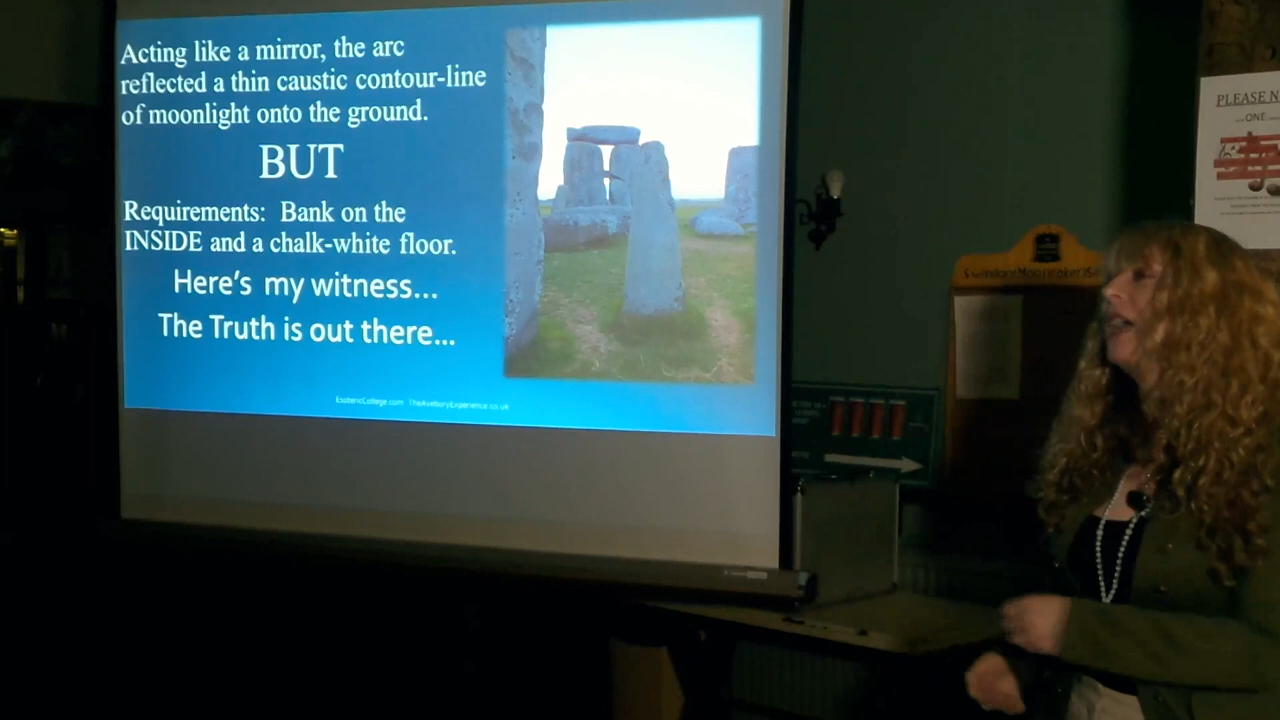 Acting like a mirror, the arc
reflected a thin caustic contour-line
of moonlight onto the ground.
BUT
Requirements: Bank on the
INSIDE and a chalk-white floor.
Here's my witness...
The Truth is out there...
EsotericCollege.com TheAveburyExperience.co.uk
PLEASE N
ONE